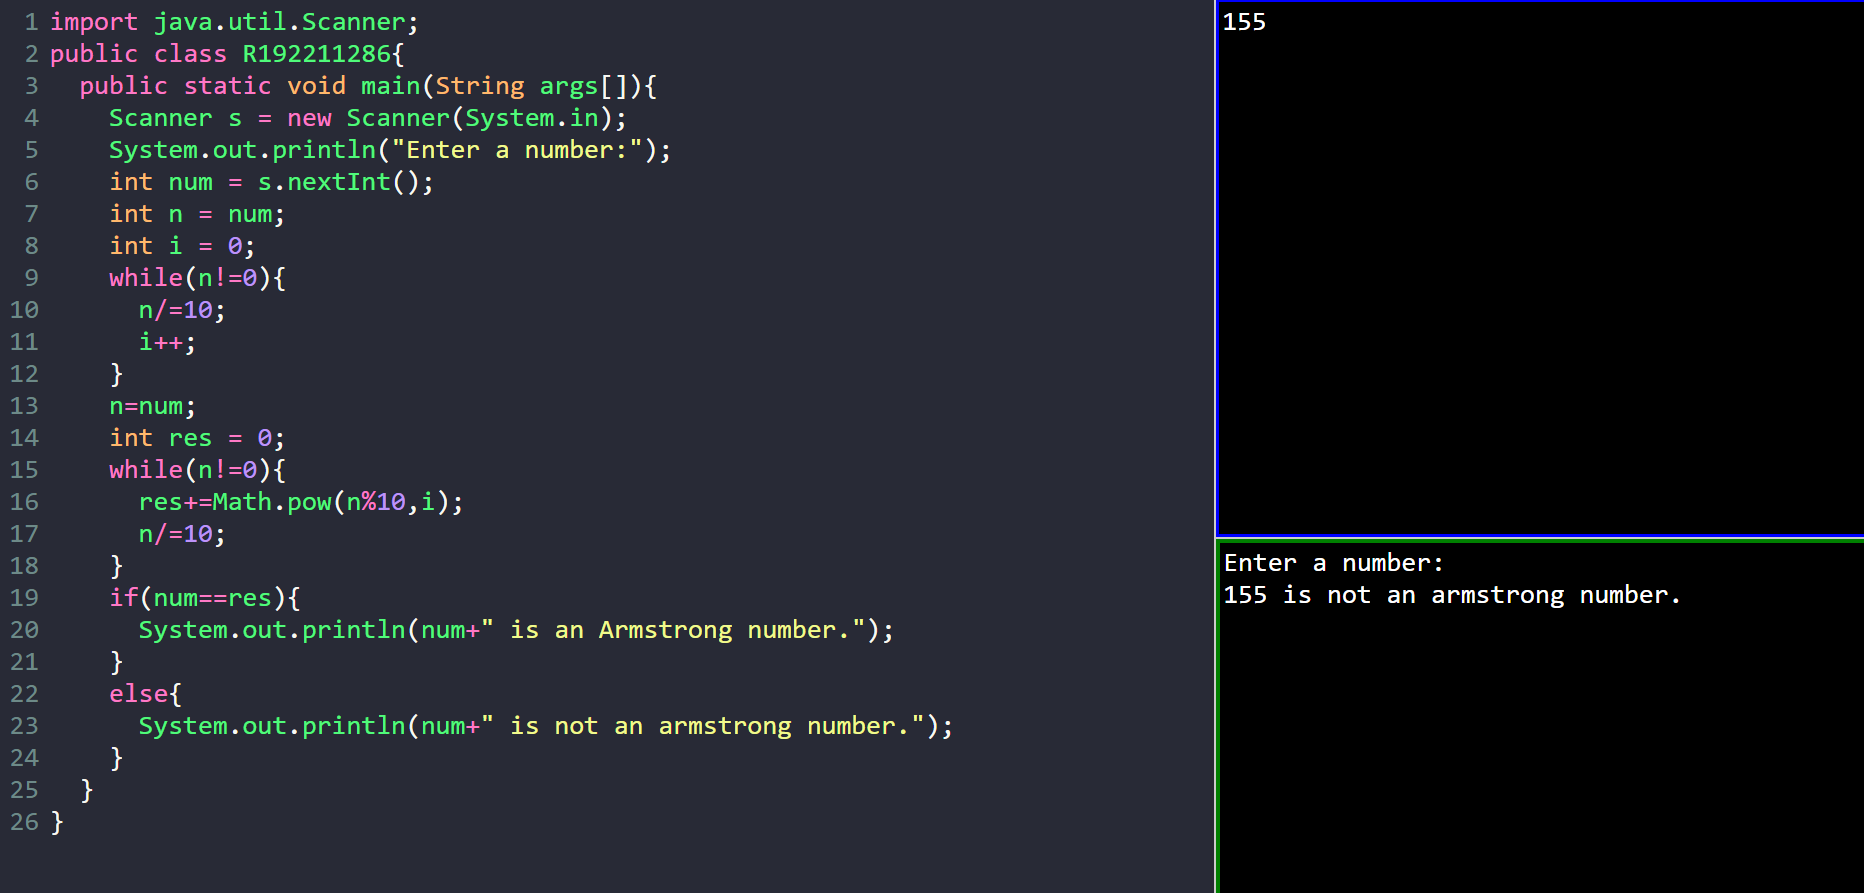 1 import java.util.Scanner;
2 public class R192211286{
3   public static void main(String args[]){
4     Scanner s = new Scanner(System.in);
5     System.out.println("Enter a number:");
6     int num = s.nextInt();
7     int n = num;
8     int i = 0;
9     while(n!=0){
10       n/=10;
11       i++;
12     }
13     n=num;
14     int res = 0;
15     while(n!=0){
16       res+=Math.pow(n%10,i);
17       n/=10;
18     }
19     if(num==res){
20       System.out.println(num+" is an Armstrong number.");
21     }
22     else{
23       System.out.println(num+" is not an armstrong number.");
24     }
25   }
26 }
155
Enter a number:
155 is not an armstrong number.